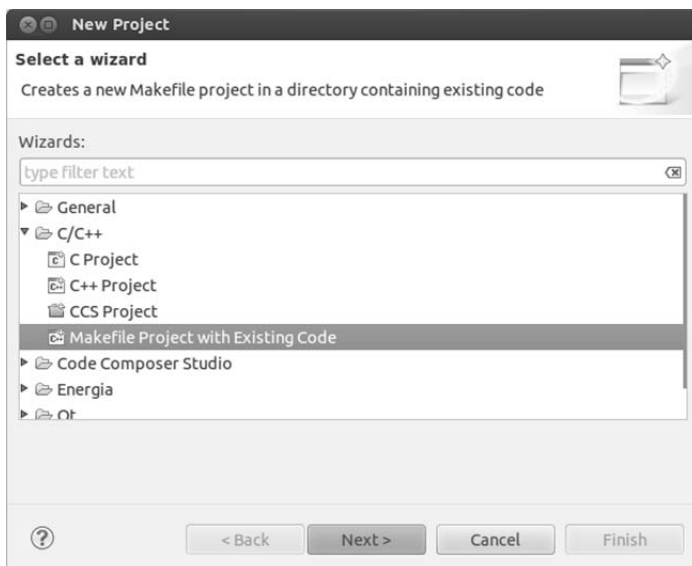 New Project
Select a wizard
Creates a new Makefile project in a directory containing existing code
Wizards:
type filter text
General
C/C++
C Project
C++ Project
CCS Project
Makefile Project with Existing Code
Code Composer Studio
Energia
Qt
< Back Next > Cancel Finish